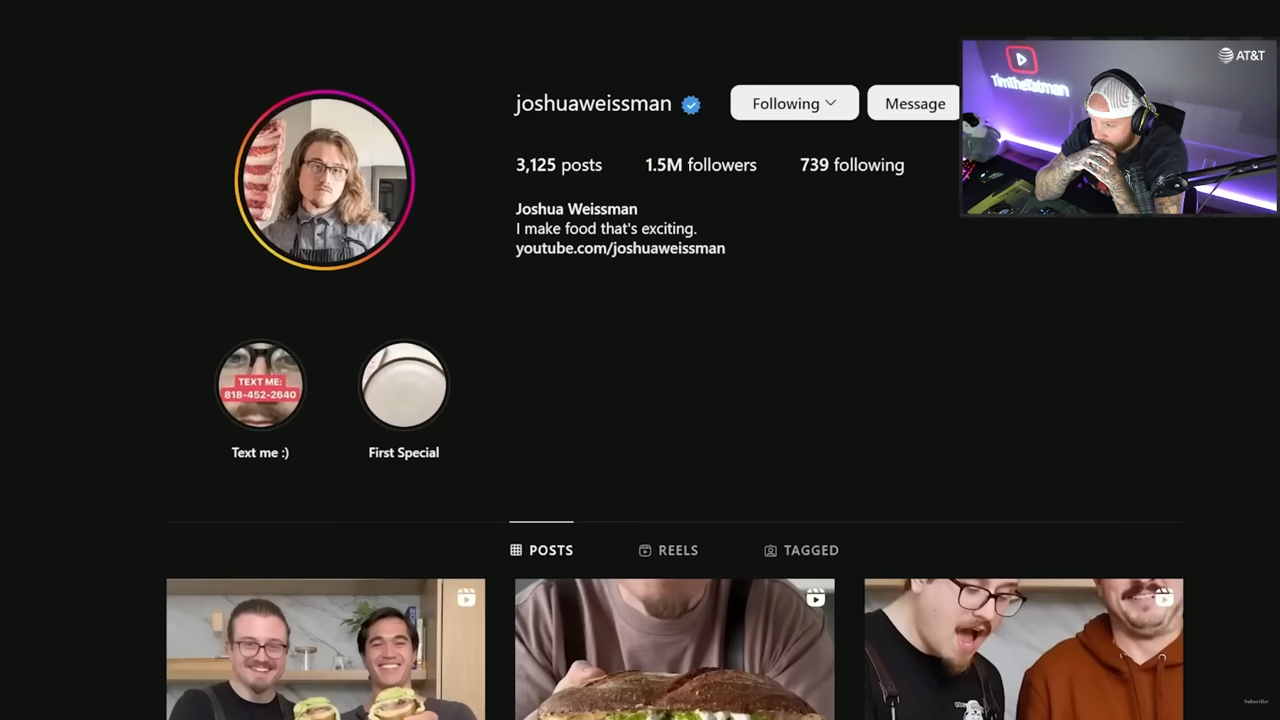 joshuaweissman
Following
Message
3,125 posts
1.5M followers
739 following
Joshua Weissman
I make food that's exciting.
youtube.com/joshuaweissman
TimTheTatman
AT&T
TEXT ME:
818-452-2640
Text me :)
First Special
POSTS
REELS
TAGGED
Subscribe